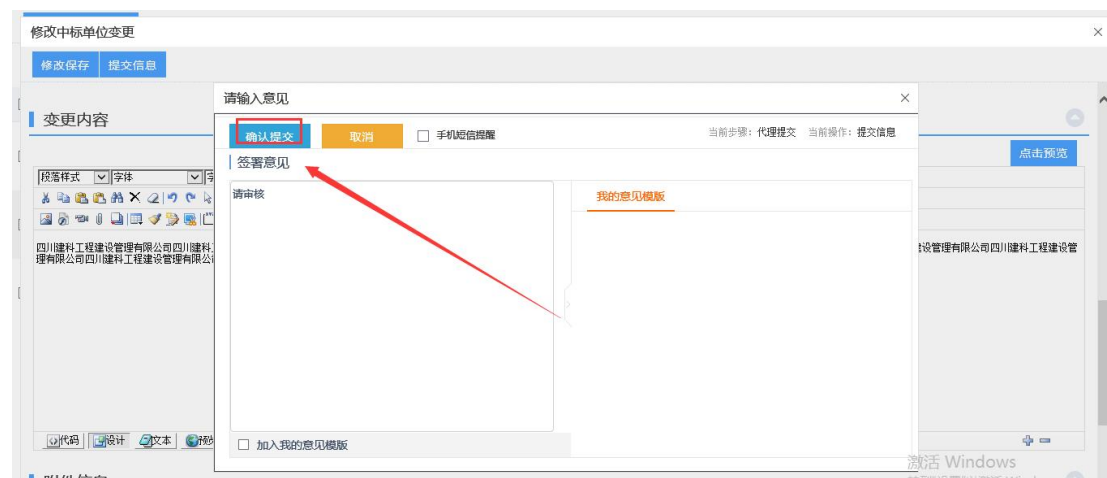 修改中标单位变更
修改保存 提交信息
请输入意见
变更内容
确认提交 取消 手机短信提醒 当前步骤：代理提交 当前操作：提交信息
点击预览
签署意见
段落样式 字体
请审核
我的意见模版
四川建科工程建设管理有限公司四川建科
设管理有限公司四川建科工程建设管
理有限公司四川建科工程建设管理有限公
代码 设计 文本
加入我的意见模版
激活 Windows